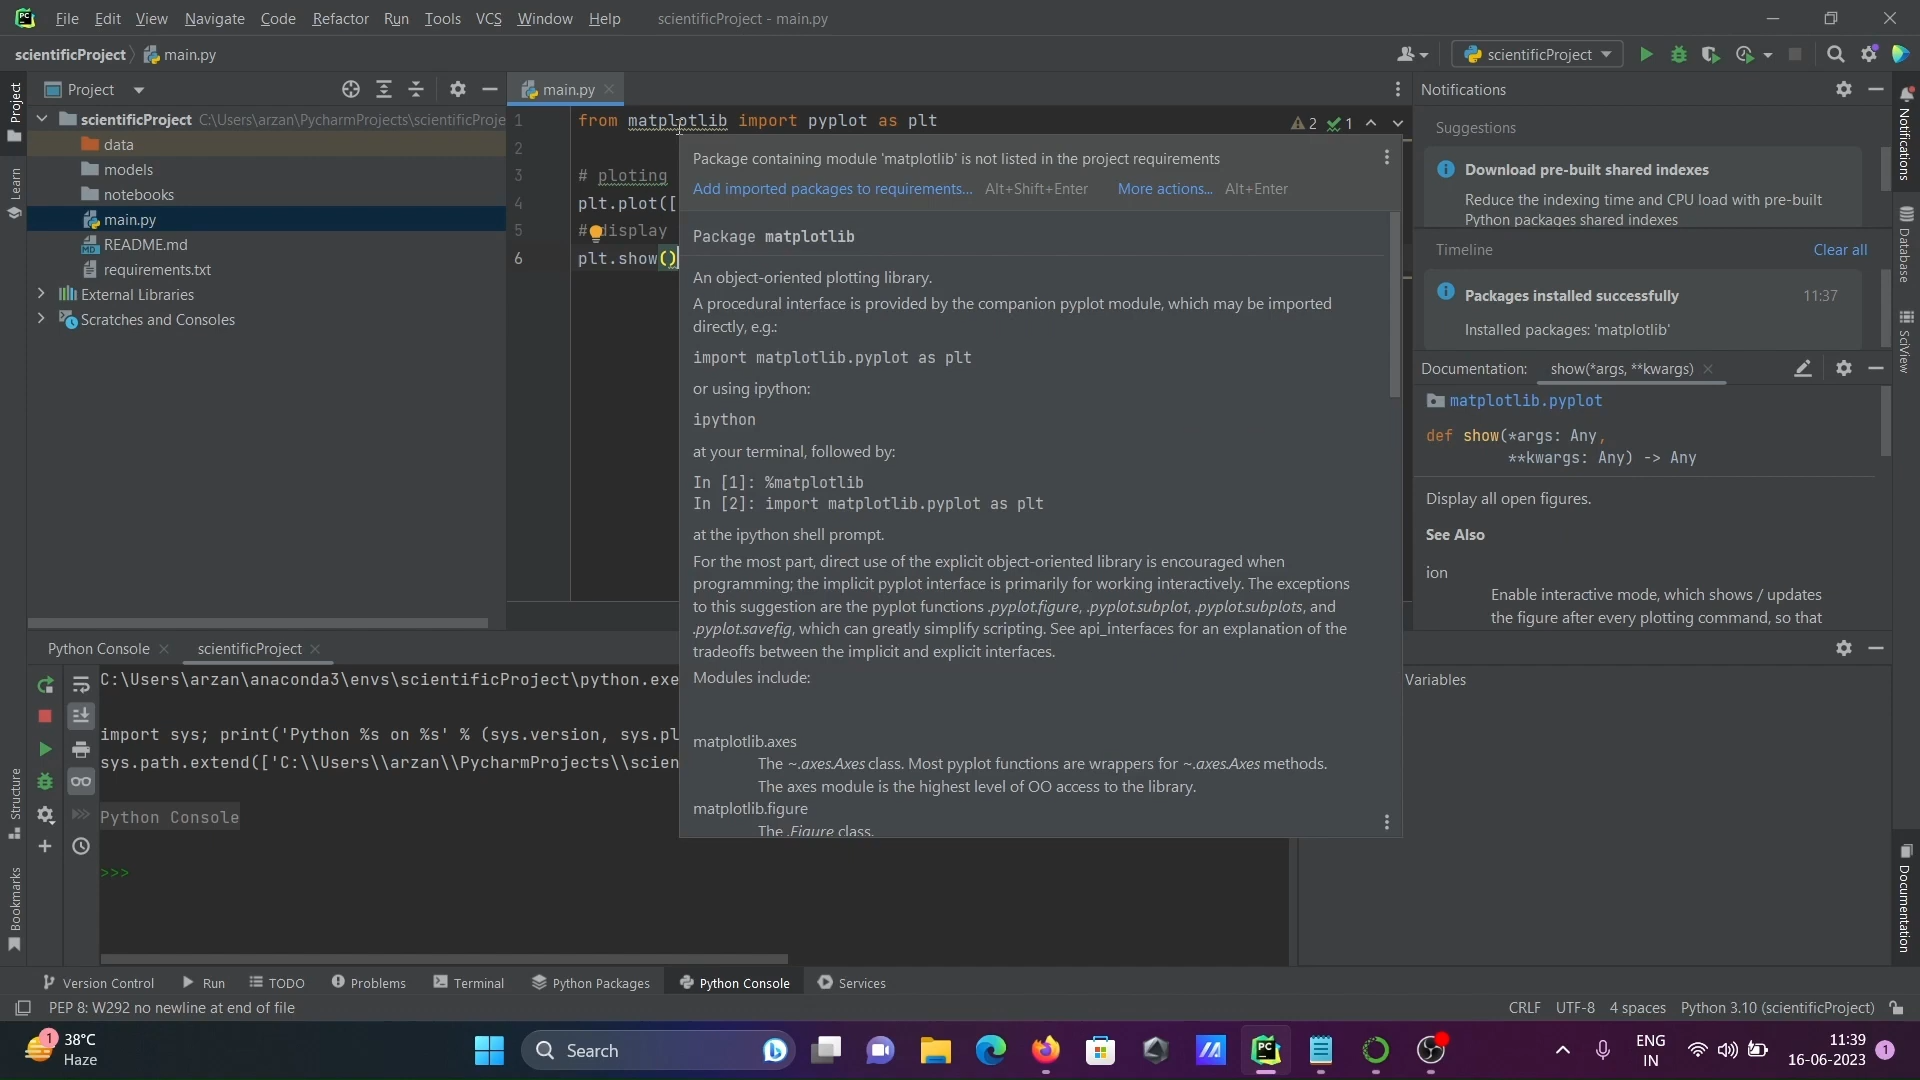 File Edit View Navigate Code Refactor Run Tools VCS Window Help scientificProject - main.py
scientificProject main.py scientificProject
Project main.py Notifications
scientificProject C:\Users\arzan\PycharmProjects\scientificProje
data
models
notebooks
main.py
README.md
requirements.txt
External Libraries
Scratches and Consoles
Project
Learn
Structure
Bookmarks
1 from matplotlib import pyplot as plt 2 1
2
3 # ploting
4 plt.plot([
5 # display
6 plt.show()
Package containing module 'matplotlib' is not listed in the project requirements
Add imported packages to requirements... Alt+Shift+Enter More actions... Alt+Enter
Package matplotlib
An object-oriented plotting library.
A procedural interface is provided by the companion pyplot module, which may be imported
directly, e.g.:
import matplotlib.pyplot as plt
or using ipython:
ipython
at your terminal, followed by:
In [1]: %matplotlib
In [2]: import matplotlib.pyplot as plt
at the ipython shell prompt.
For the most part, direct use of the explicit object-oriented library is encouraged when
programming; the implicit pyplot interface is primarily for working interactively. The exceptions
to this suggestion are the pyplot functions .pyplot.figure, .pyplot.subplot, .pyplot.subplots, and
.pyplot.savefig, which can greatly simplify scripting. See api_interfaces for an explanation of the
tradeoffs between the implicit and explicit interfaces.
Modules include:
matplotlib.axes
The ~.axes.Axes class. Most pyplot functions are wrappers for ~.axes.Axes methods.
The axes module is the highest level of OO access to the library.
matplotlib.figure
The .Figure class.
Suggestions
Download pre-built shared indexes
Reduce the indexing time and CPU load with pre-built
Python packages shared indexes
Timeline Clear all
Packages installed successfully 11:37
Installed packages: 'matplotlib'
Documentation: show(*args, **kwargs)
matplotlib.pyplot
def show(*args: Any,
**kwargs: Any) -> Any
Display all open figures.
See Also
ion
Enable interactive mode, which shows / updates
the figure after every plotting command, so that
Notifications
Database
SciView
Documentation
Python Console scientificProject
C:\Users\arzan\anaconda3\envs\scientificProject\python.exe
import sys; print('Python %s on %s' % (sys.version, sys.pl
sys.path.extend(['C:\\Users\\arzan\\PycharmProjects\\scien
Python Console
>>>
Variables
Version Control Run TODO Problems Terminal Python Packages Python Console Services
PEP 8: W292 no newline at end of file CRLF UTF-8 4 spaces Python 3.10 (scientificProject)
1 38°C
Haze
Search
ENG
IN
11:39
16-06-2023
1